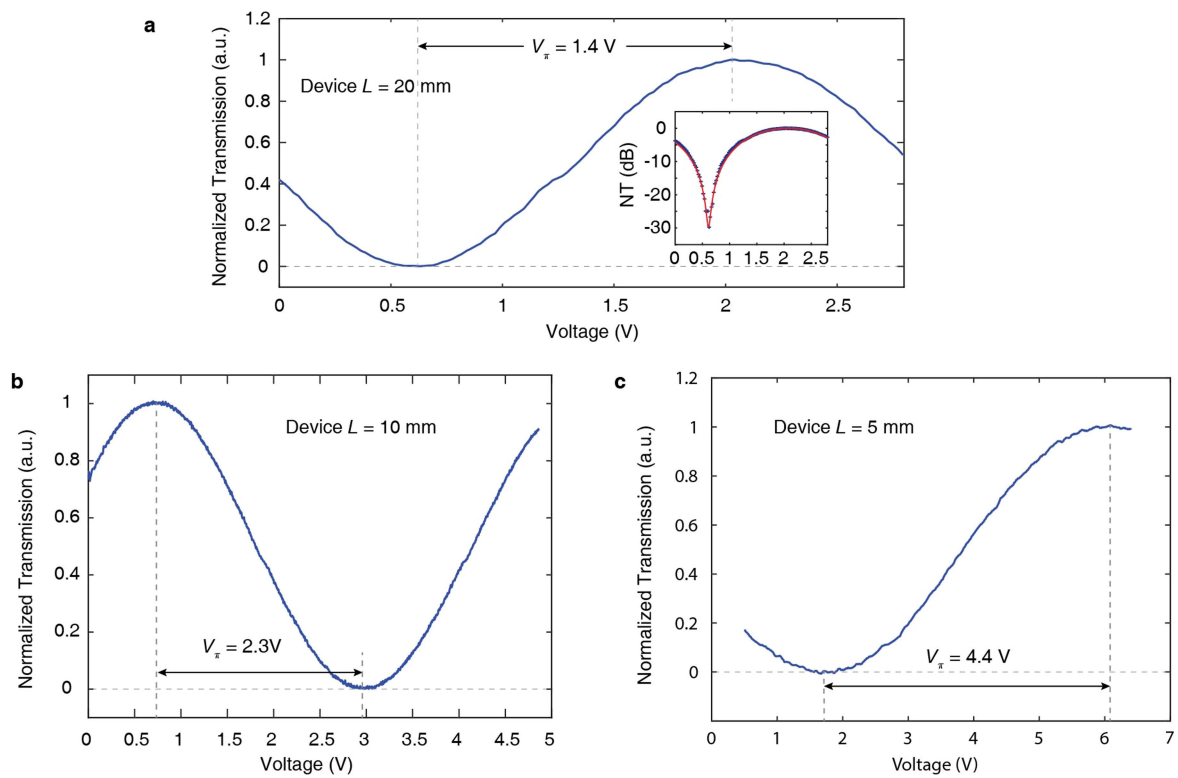 a
Normalized Transmission (a.u.)
1.2
1
0.8
0.6
0.4
0.2
0
Vπ = 1.4 V
Device L = 20 mm
NT (dB)
0
-10
-20
-30
0 0.5 1.0 1.5 2.0 2.5
0 0.5 1 1.5 2 2.5
Voltage (V)
b
Normalized Transmission (a.u.)
1
0.8
0.6
0.4
0.2
0
Device L = 10 mm
Vπ = 2.3V
0 0.5 1 1.5 2 2.5 3 3.5 4 4.5 5
Voltage (V)
c
Normalized Transmission (a.u.)
1.2
1
0.8
0.6
0.4
0.2
0
Device L = 5 mm
Vπ = 4.4 V
0 1 2 3 4 5 6 7
Voltage (V)